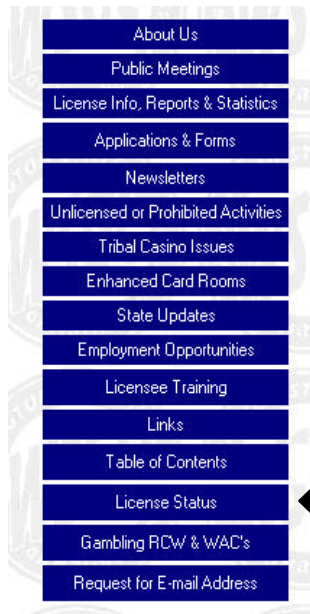 About Us
Public Meetings
License Info, Reports & Statistics
Applications & Forms
Newsletters
Unlicensed or Prohibited Activities
Tribal Casino Issues
Enhanced Card Rooms
State Updates
Employment Opportunities
Licensee Training
Links
Table of Contents
License Status
Gambling RCW & WAC's
Request for E-mail Address